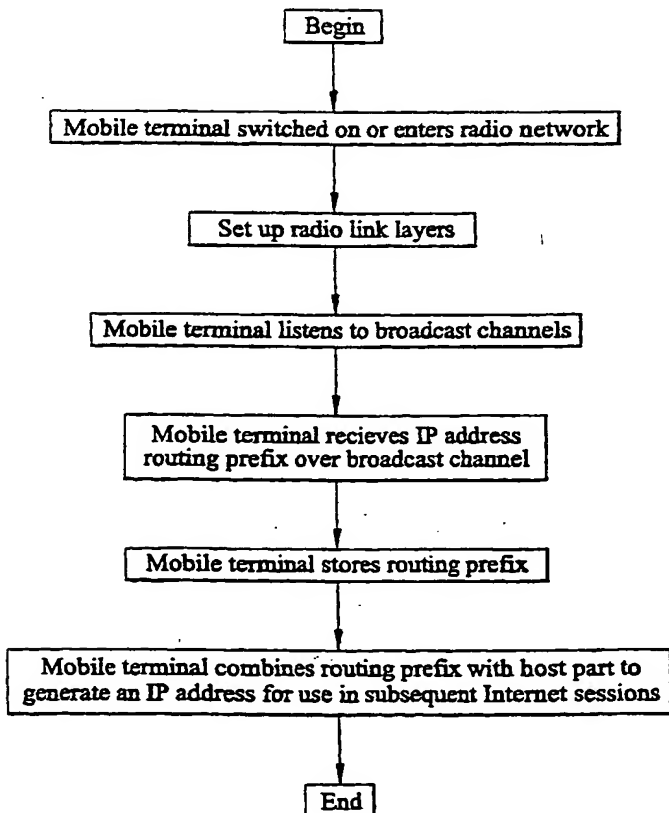 Begin
Mobile terminal switched on or enters radio network
Set up radio link layers
Mobile terminal listens to broadcast channels
Mobile terminal recieves IP address
routing prefix over broadcast channel
Mobile terminal stores routing prefix
Mobile terminal combines routing prefix with host part to
generate an IP address for use in subsequent Internet sessions
End